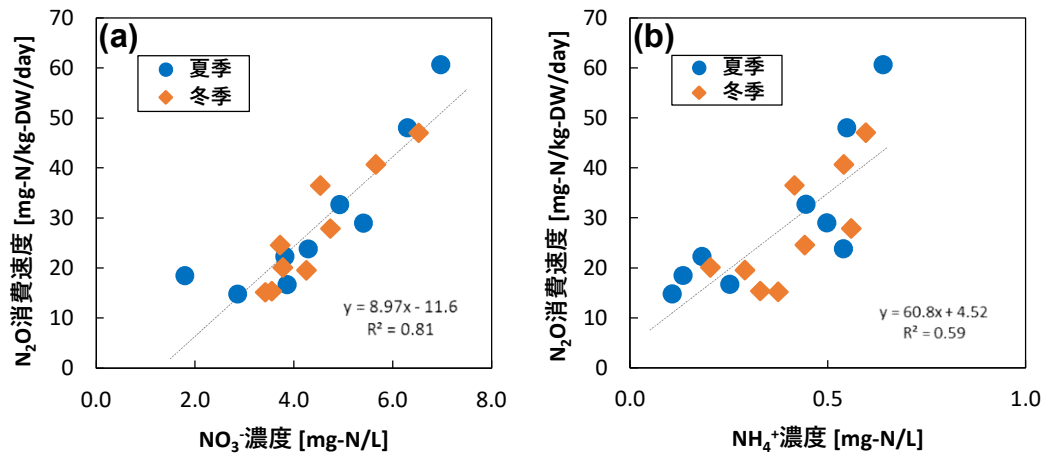 (a)
夏季
冬季
70
60
50
40
30
20
10
0
0.0 2.0 4.0 6.0 8.0
N₂O消費速度 [mg-N/kg-DW/day]
NO₃⁻濃度 [mg-N/L]
y = 8.97x - 11.6
R² = 0.81
(b)
夏季
冬季
70
60
50
40
30
20
10
0
0.0 0.5 1.0
N₂O消費速度 [mg-N/kg-DW/day]
NH₄⁺濃度 [mg-N/L]
y = 60.8x + 4.52
R² = 0.59